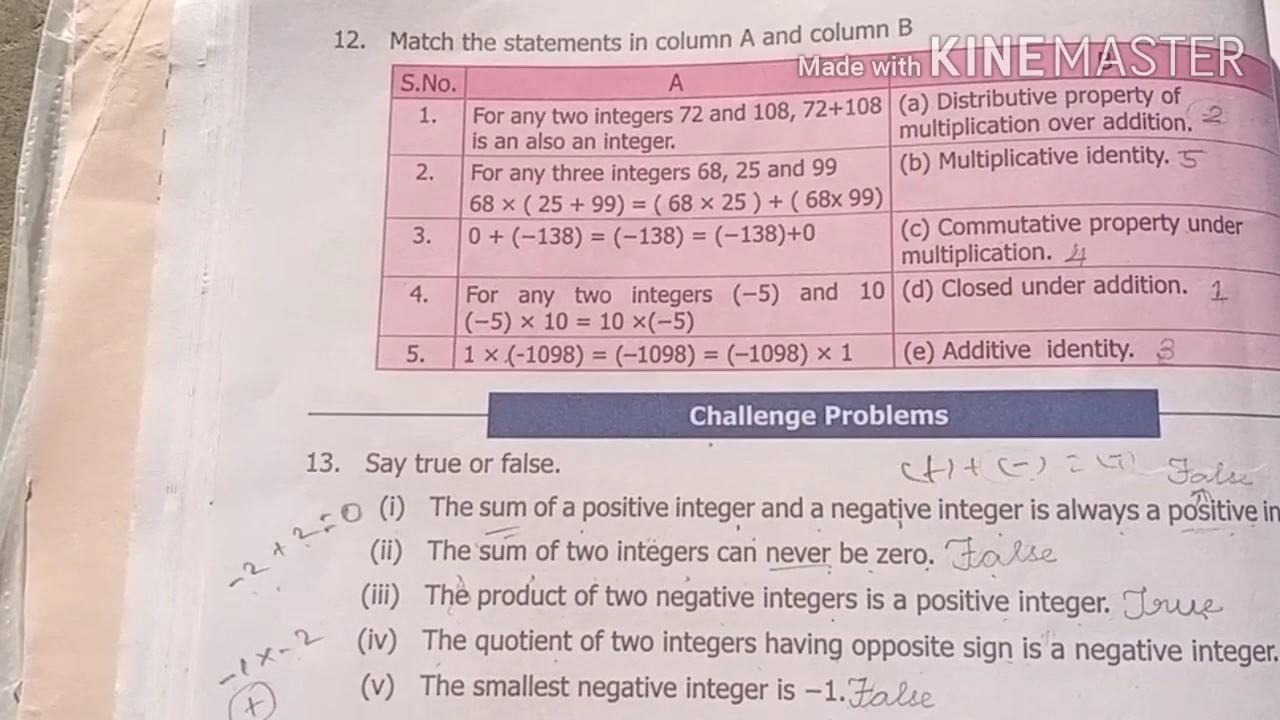 12. Match the statements in column A and column B
Made with KINEMASTER
S.No. A
1. For any two integers 72 and 108, 72+108 is an also an integer.
(a) Distributive property of multiplication over addition. 2
2. For any three integers 68, 25 and 99
68 × ( 25 + 99) = ( 68 × 25 ) + ( 68x 99)
(b) Multiplicative identity. 5
3. 0 + (−138) = (−138) = (−138)+0
(c) Commutative property under multiplication. 4
4. For any two integers (−5) and 10
(−5) × 10 = 10 ×(−5)
(d) Closed under addition. 1
5. 1 × (-1098) = (−1098) = (−1098) × 1
(e) Additive identity. 3
Challenge Problems
13. Say true or false.
(+) + (−) =
False
(i) The sum of a positive integer and a negative integer is always a positive in
-2 + 2 = 0
(ii) The sum of two integers can never be zero. False
(iii) The product of two negative integers is a positive integer. True
(iv) The quotient of two integers having opposite sign is a negative integer.
-1 x -2
(+)
(v) The smallest negative integer is −1. False